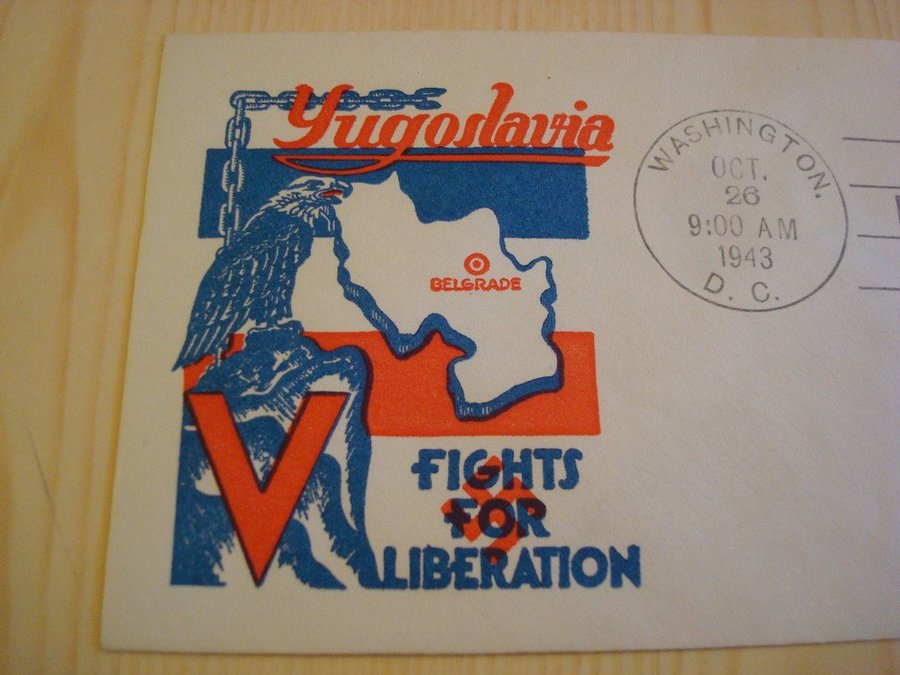 Yugoslavia
BELGRADE
V
FIGHTS
FOR
LIBERATION
WASHINGTON.
OCT.
26
9:00 AM
1943
D. C.